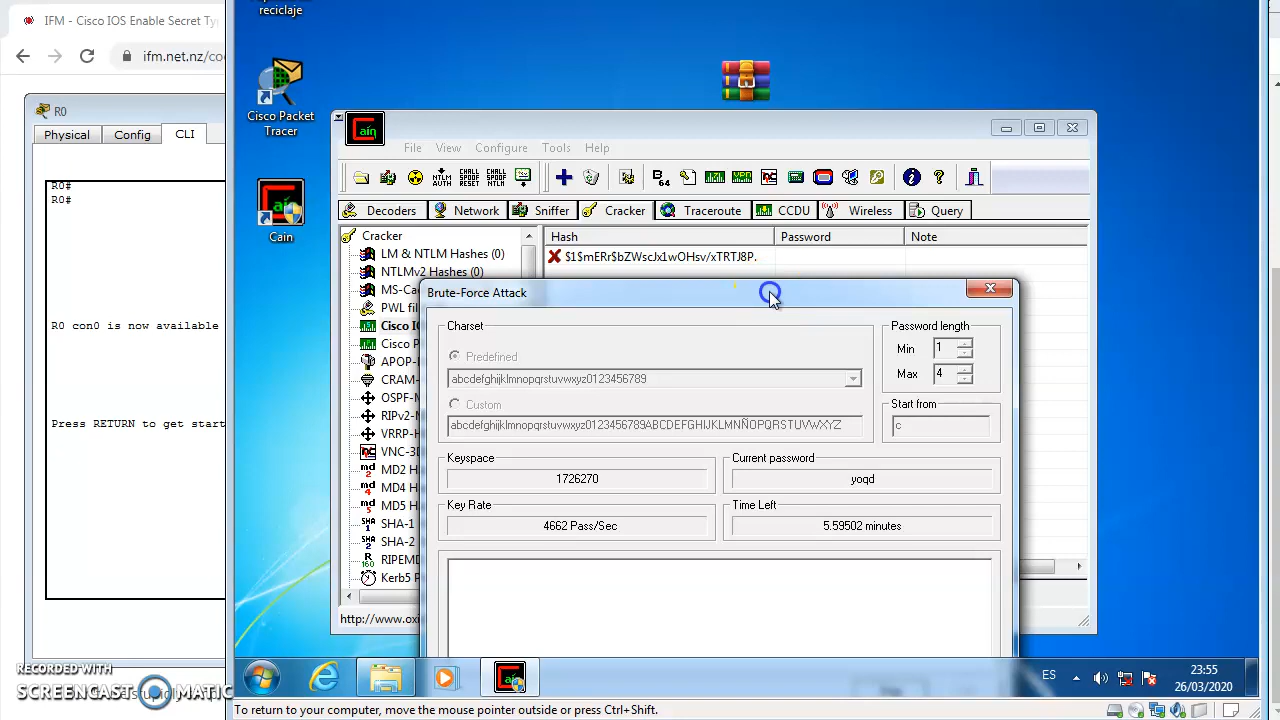 IFM - Cisco IOS Enable Secret Ty
ifm.net.nz/co
R0
Physical
Config
CLI
R0#
R0#
R0 con0 is now available
Press RETURN to get start
reciclaje
Cisco Packet
Tracer
Cain
File View Configure Tools Help
Decoders Network Sniffer Cracker Traceroute CCDU Wireless Query
Cracker
LM & NTLM Hashes (0)
NTLMv2 Hashes (0)
MS-Ca
PWL fil
Cisco IO
Cisco P
APOP-
CRAM-
OSPF-M
RIPv2-M
VRRP-H
VNC-3D
MD2 H
MD4 H
MD5 H
SHA-1
SHA-2
RIPEMD
Kerb5 P
http://www.oxi
Hash Password Note
$1$mERr$bZWscJx1wOHsv/xTRTJ8P.
Brute-Force Attack
Charset
Predefined
abcdefghijklmnopqrstuvwxyz0123456789
Custom
abcdefghijklmnopqrstuvwxyz0123456789ABCDEFGHIJKLMNÑOPQRSTUVWXYZ
Password length
Min 1
Max 4
Start from
c
Keyspace
1726270
Current password
yoqd
Key Rate
4662 Pass/Sec
Time Left
5.59502 minutes
RECORDED WITH
SCREENCAST MATIC
ES
23:55
26/03/2020
To return to your computer, move the mouse pointer outside or press Ctrl+Shift.